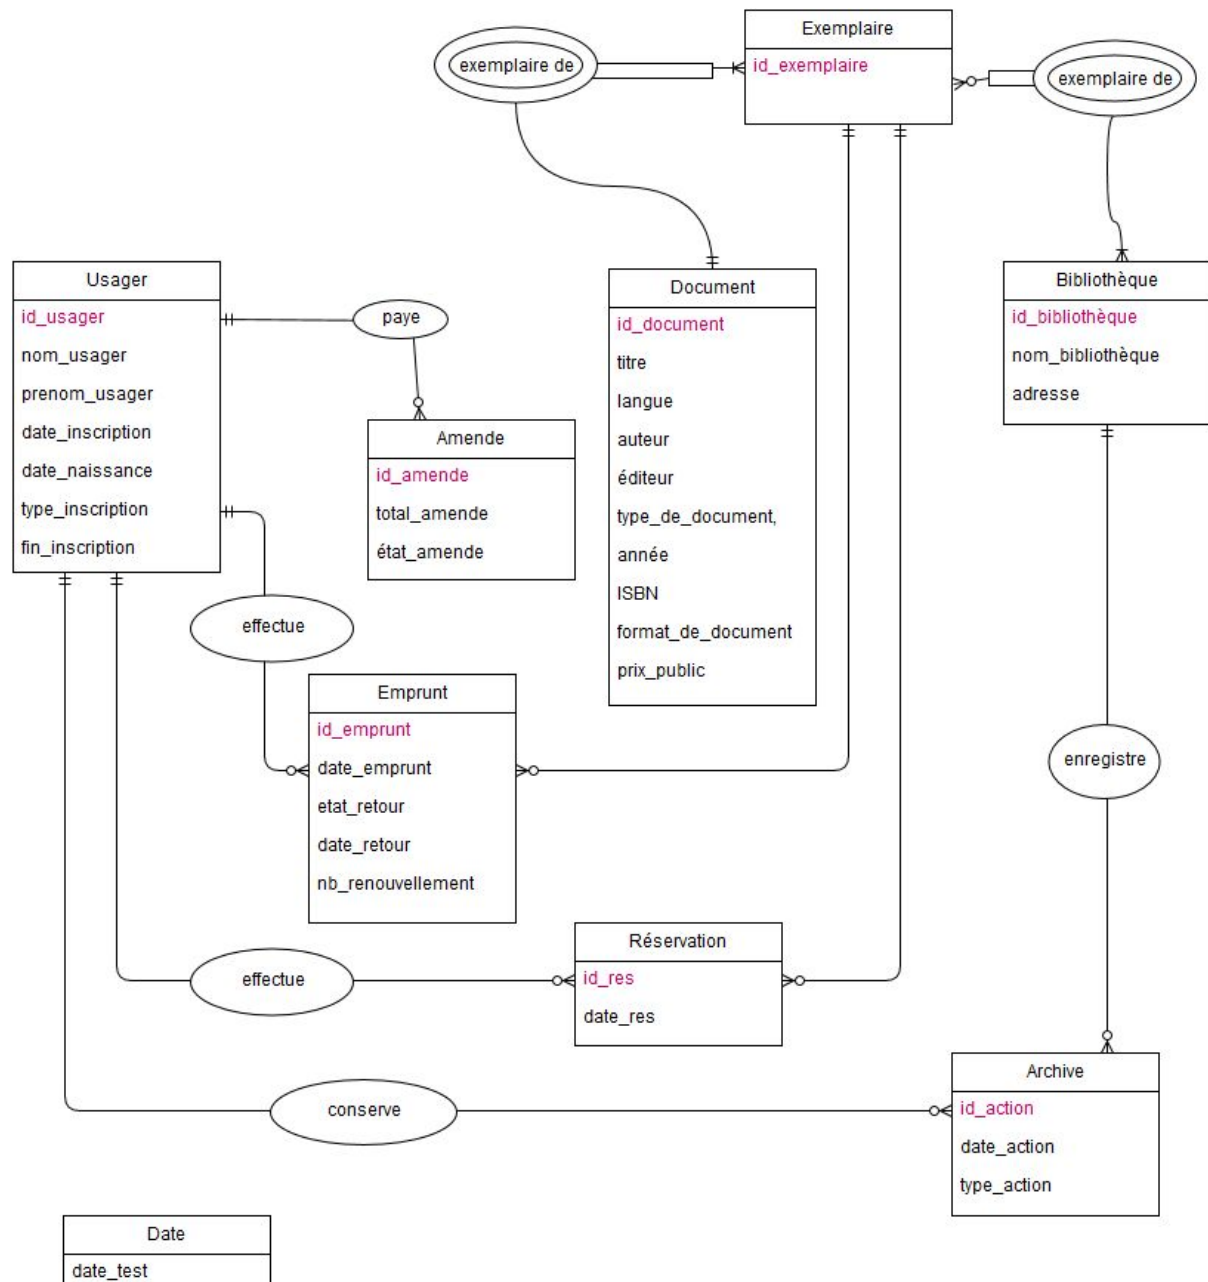 Exemplaire
id_exemplaire
exemplaire de
exemplaire de
Usager
id_usager
nom_usager
prenom_usager
date_inscription
date_naissance
type_inscription
fin_inscription
paye
Amende
id_amende
total_amende
état_amende
Document
id_document
titre
langue
auteur
éditeur
type_de_document,
année
ISBN
format_de_document
prix_public
Bibliothèque
id_bibliothèque
nom_bibliothèque
adresse
effectue
Emprunt
id_emprunt
date_emprunt
etat_retour
date_retour
nb_renouvellement
enregistre
effectue
Réservation
id_res
date_res
conserve
Archive
id_action
date_action
type_action
Date
date_test